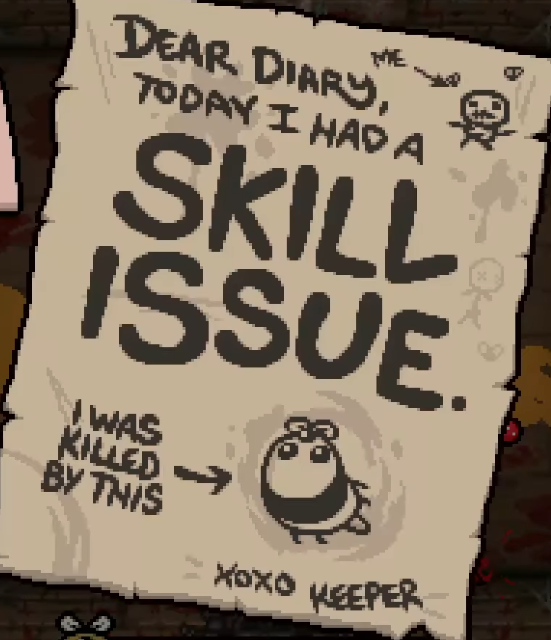 DEAR DIARY,
ME
TODAY I HAD A
SKILL
ISSUE.
I WAS
KILLED
BY THIS
XOXO KEEPER